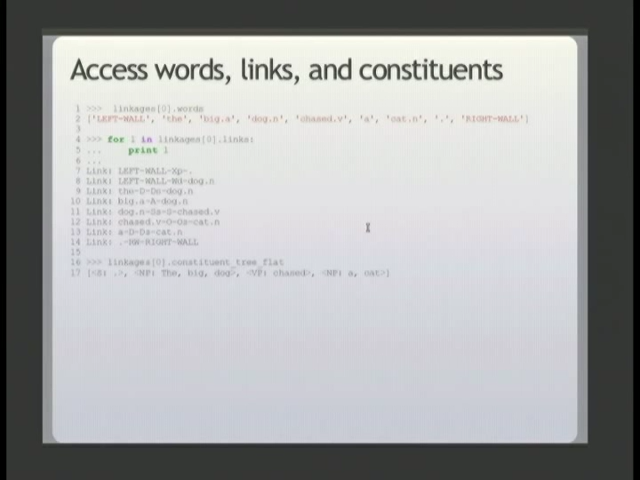 Access words, links, and constituents
1 >>> linkages[0].words
2 ['LEFT-WALL', 'the', 'big.a', 'dog.n', 'chased.v', 'a', 'cat.n', '.', 'RIGHT-WALL']
3
4 >>> for l in linkages[0].links:
5 ... print l
6 ...
7 Link: LEFT-WALL-Xp-.
8 Link: LEFT-WALL-Wd-dog.n
9 Link: the-D-Ds-dog.n
10 Link: big.a-A-dog.n
11 Link: dog.n-Ss-S-chased.v
12 Link: chased.v-O-Os-cat.n
13 Link: a-D-Ds-cat.n
14 Link: .-RW-RIGHT-WALL
15
16 >>> linkages[0].constituent_tree_flat
17 [<S: .>, <NP: The, big, dog>, <VP: chased>, <NP: a, cat>]